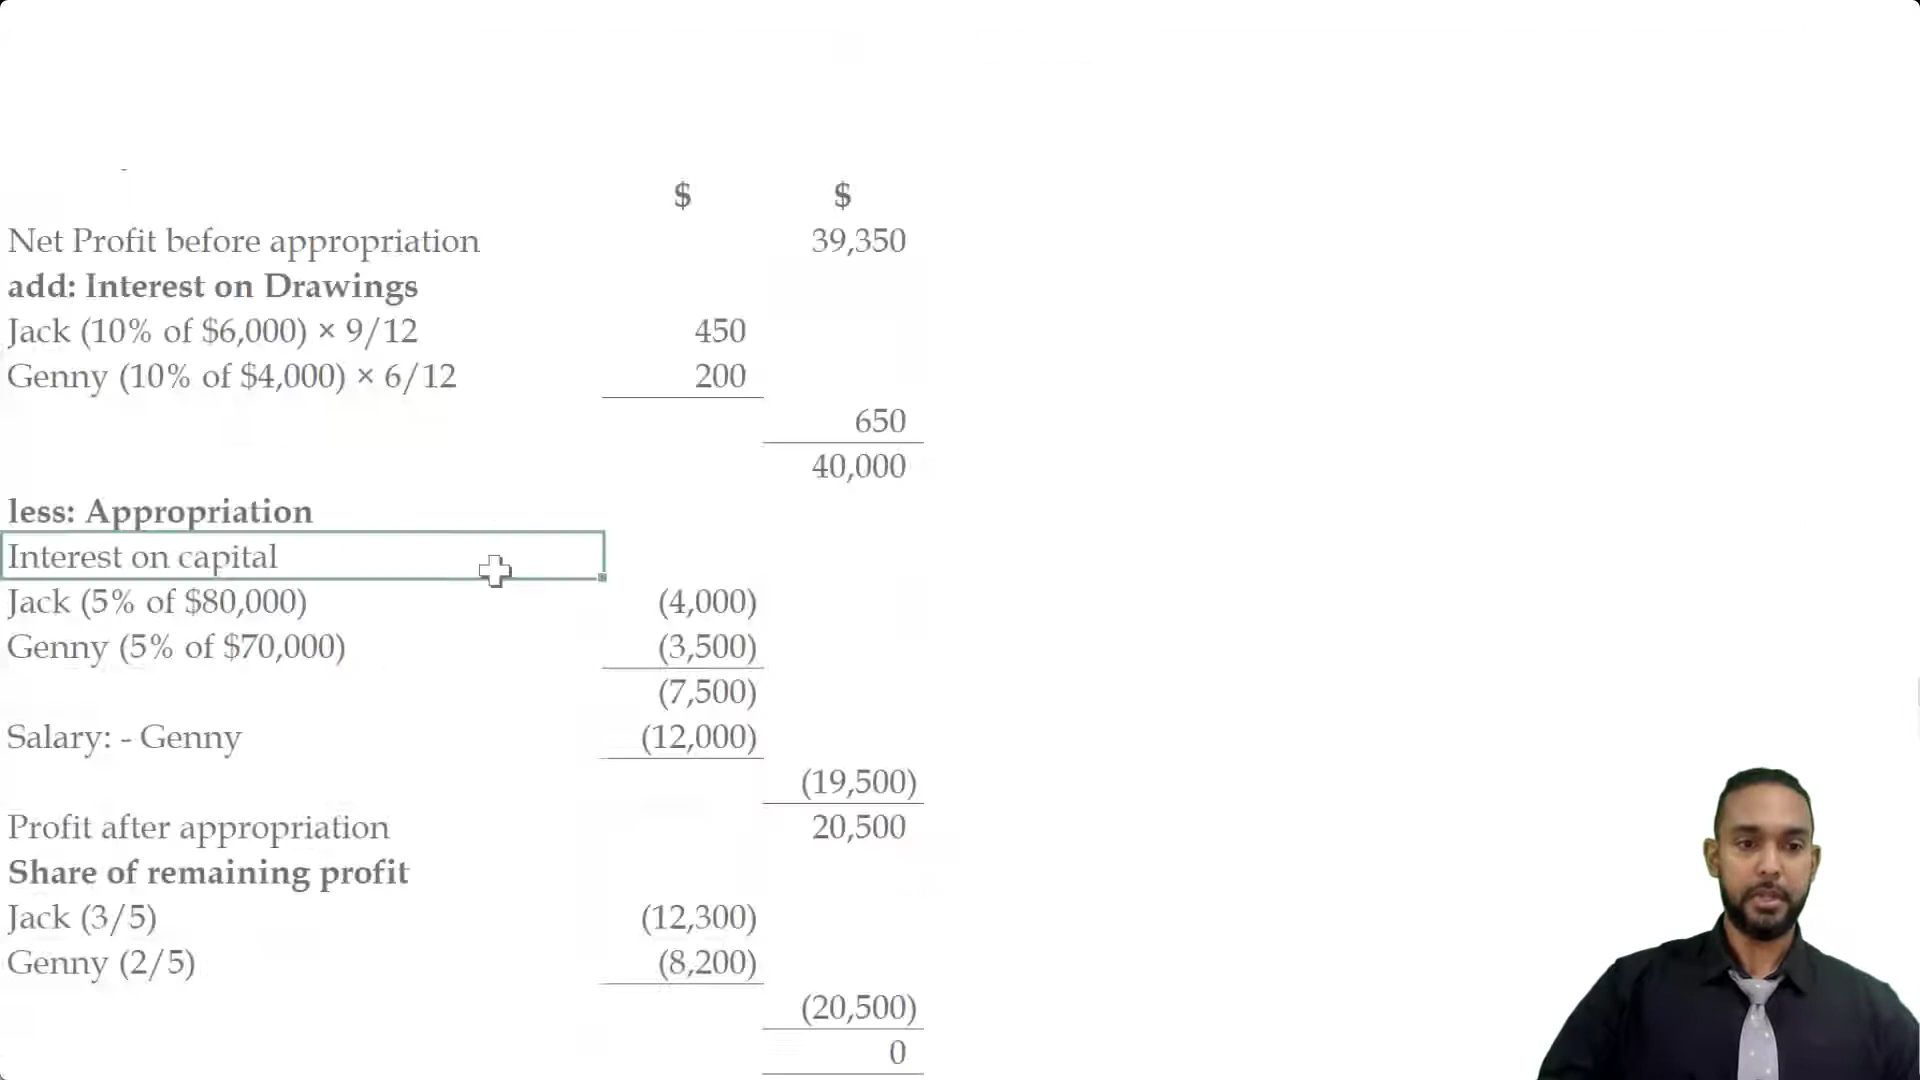 $ $
Net Profit before appropriation 39,350
add: Interest on Drawings
Jack (10% of $6,000) × 9/12 450
Genny (10% of $4,000) × 6/12 200
650
40,000
less: Appropriation
Interest on capital
Jack (5% of $80,000) (4,000)
Genny (5% of $70,000) (3,500)
(7,500)
Salary: - Genny (12,000)
(19,500)
Profit after appropriation 20,500
Share of remaining profit
Jack (3/5) (12,300)
Genny (2/5) (8,200)
(20,500)
0